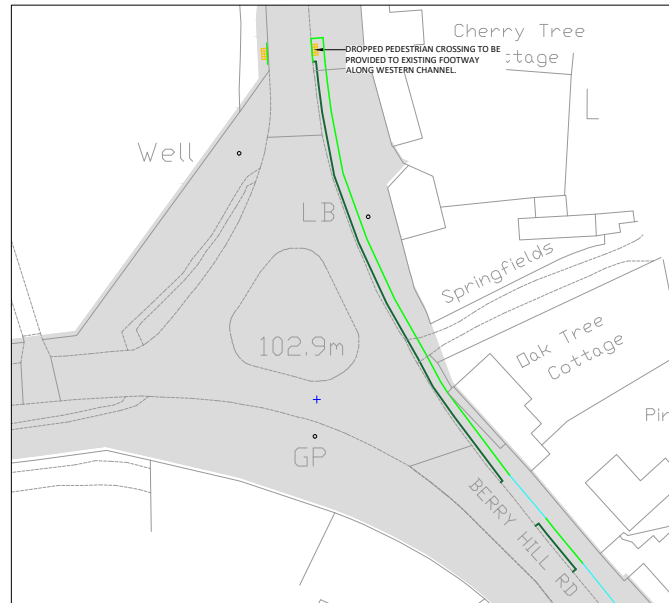 Cherry Tree
DROPPED PEDESTRIAN CROSSING TO BE
PROVIDED TO EXISTING FOOTWAY
ALONG WESTERN CHANNEL.
L
Well
LB
Springfields
102.9m
Oak Tree
Cottage
GP
BERRY HILL RD